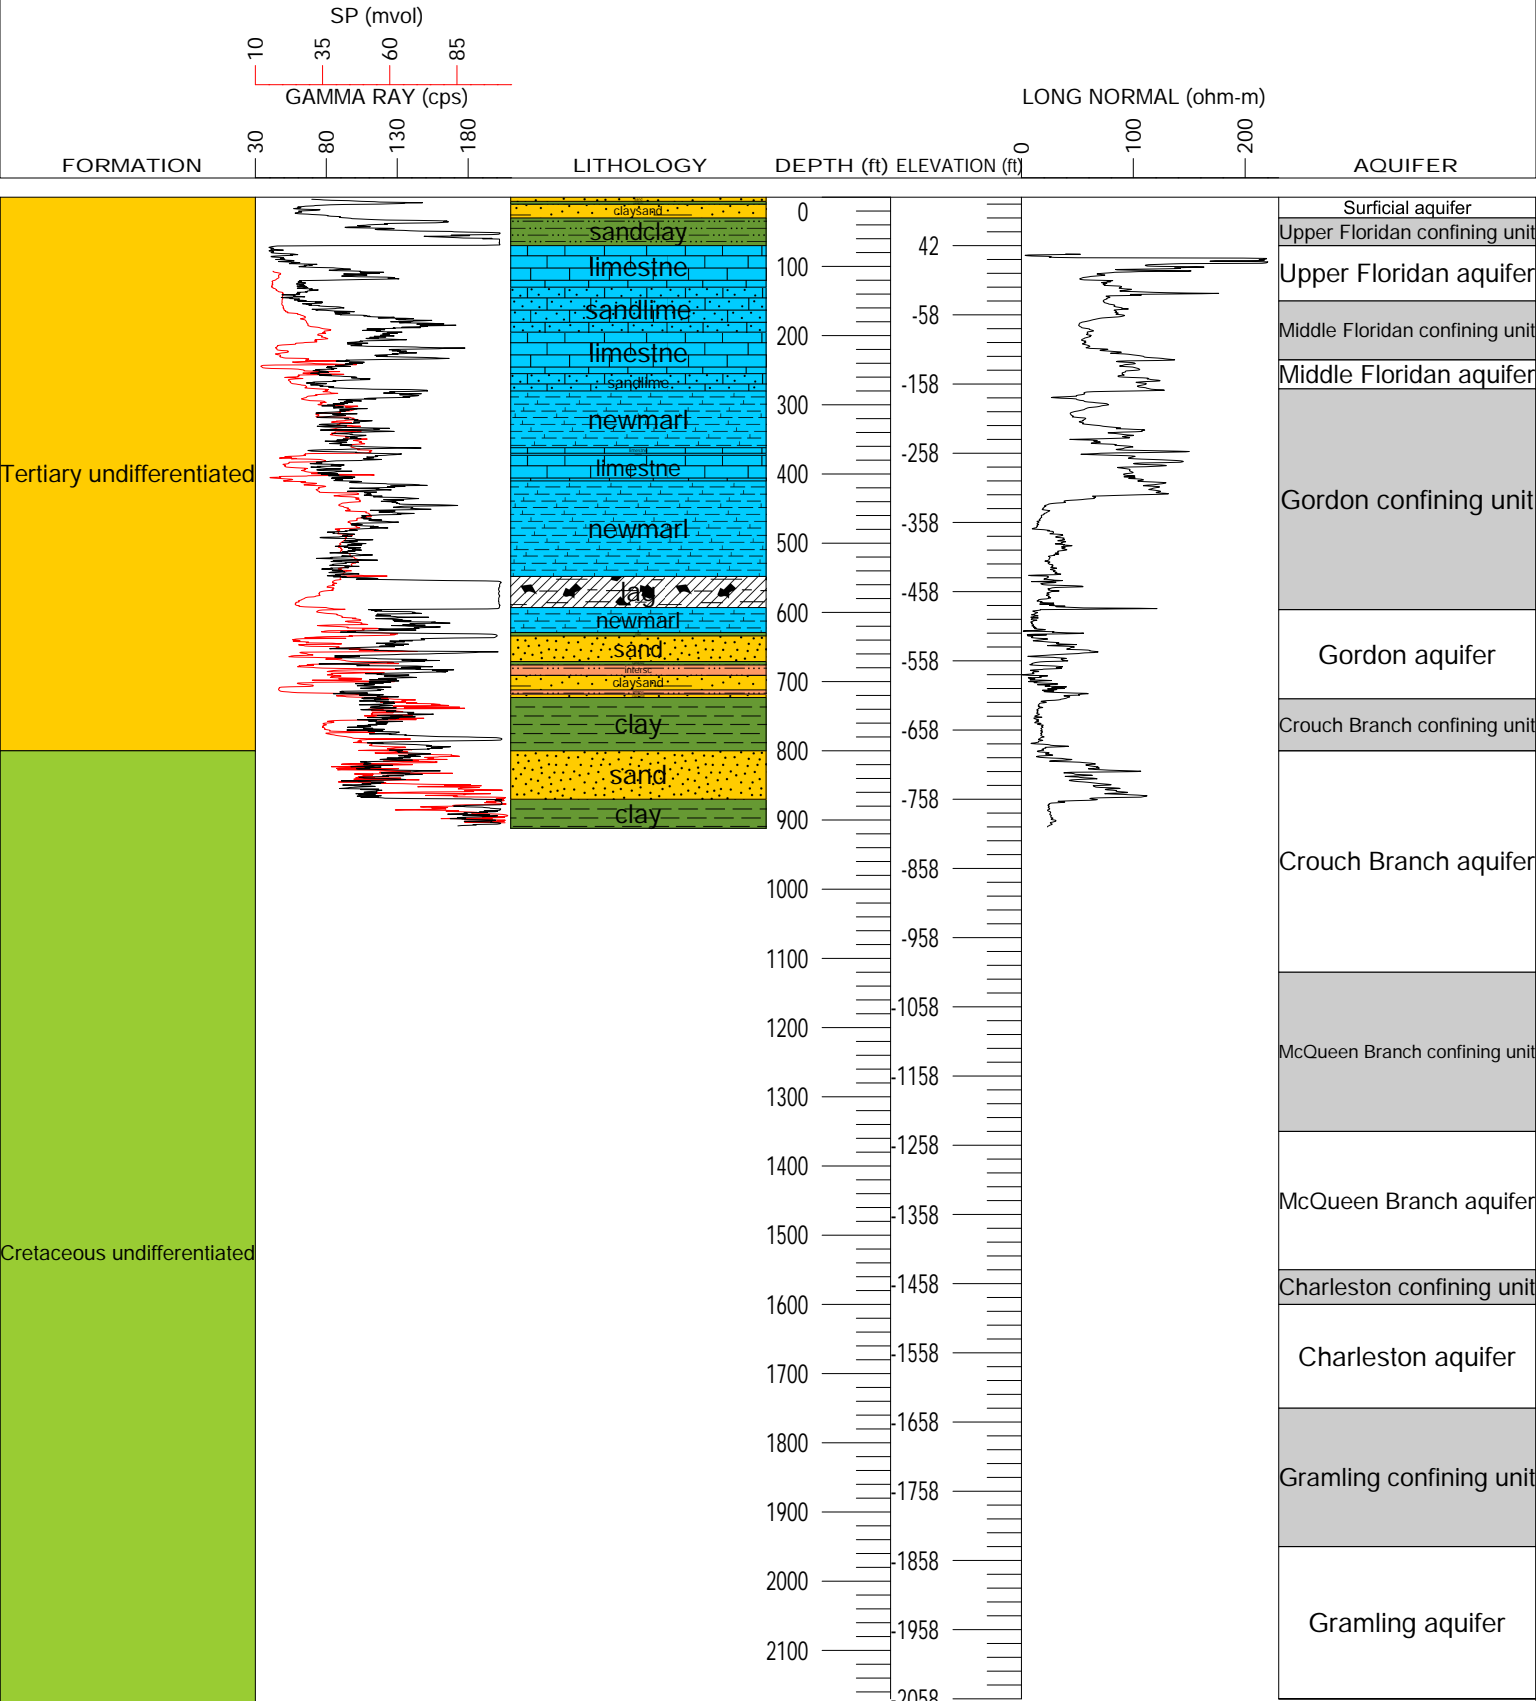 SP (mvol)
10 35 60 85
GAMMA RAY (cps)
30 80 130 180
LONG NORMAL (ohm-m)
0 100 200
FORMATION LITHOLOGY DEPTH (ft) ELEVATION (ft) AQUIFER
Tertiary undifferentiated
Cretaceous undifferentiated
claysand
sandclay
limestne
sandlime
limestne
sandlime
newmarl
limestne
newmarl
lag
newmarl
sand
intersc
claysand
clay
sand
clay
0
100
200
300
400
500
600
700
800
900
1000
1100
1200
1300
1400
1500
1600
1700
1800
1900
2000
2100
42
-58
-158
-258
-358
-458
-558
-658
-758
-858
-958
-1058
-1158
-1258
-1358
-1458
-1558
-1658
-1758
-1858
-1958
-2058
Surficial aquifer
Upper Floridan confining unit
Upper Floridan aquifer
Middle Floridan confining unit
Middle Floridan aquifer
Gordon confining unit
Gordon aquifer
Crouch Branch confining unit
Crouch Branch aquifer
McQueen Branch confining unit
McQueen Branch aquifer
Charleston confining unit
Charleston aquifer
Gramling confining unit
Gramling aquifer